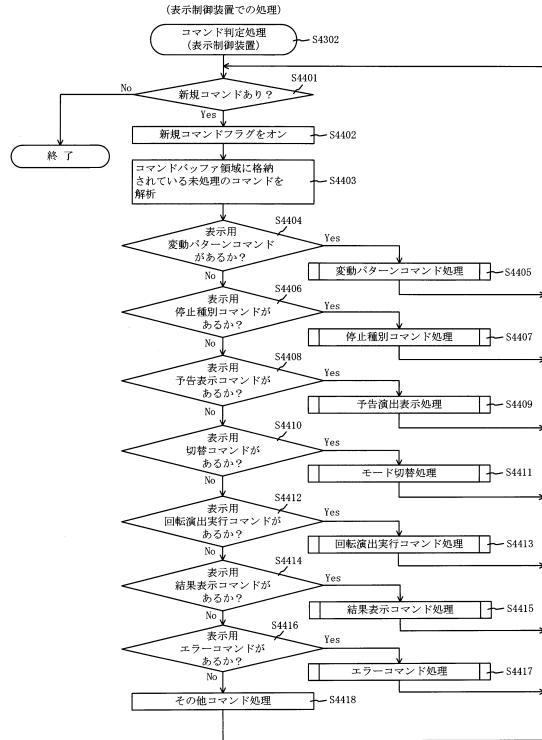 (表示制御装置での処理)
コマンド判定処理
(表示制御装置)
S4302
S4401
新規コマンドあり?
No
Yes
終了
新規コマンドフラグをオン
S4402
コマンドバッファ領域に格納
されている未処理のコマンドを
解析
S4403
S4404
表示用
変動パターンコマンド
があるか?
Yes
No
変動パターンコマンド処理
S4405
S4406
表示用
停止種別コマンドが
あるか?
Yes
No
停止種別コマンド処理
S4407
S4408
表示用
予告表示コマンドが
あるか?
Yes
No
予告演出表示処理
S4409
S4410
表示用
切替コマンドが
あるか?
Yes
No
モード切替処理
S4411
S4412
表示用
回転演出実行コマンドが
あるか?
Yes
No
回転演出実行コマンド処理
S4413
S4414
表示用
結果表示コマンドが
あるか?
Yes
No
結果表示コマンド処理
S4415
S4416
表示用
エラーコマンドが
あるか?
Yes
No
エラーコマンド処理
S4417
その他コマンド処理
S4418